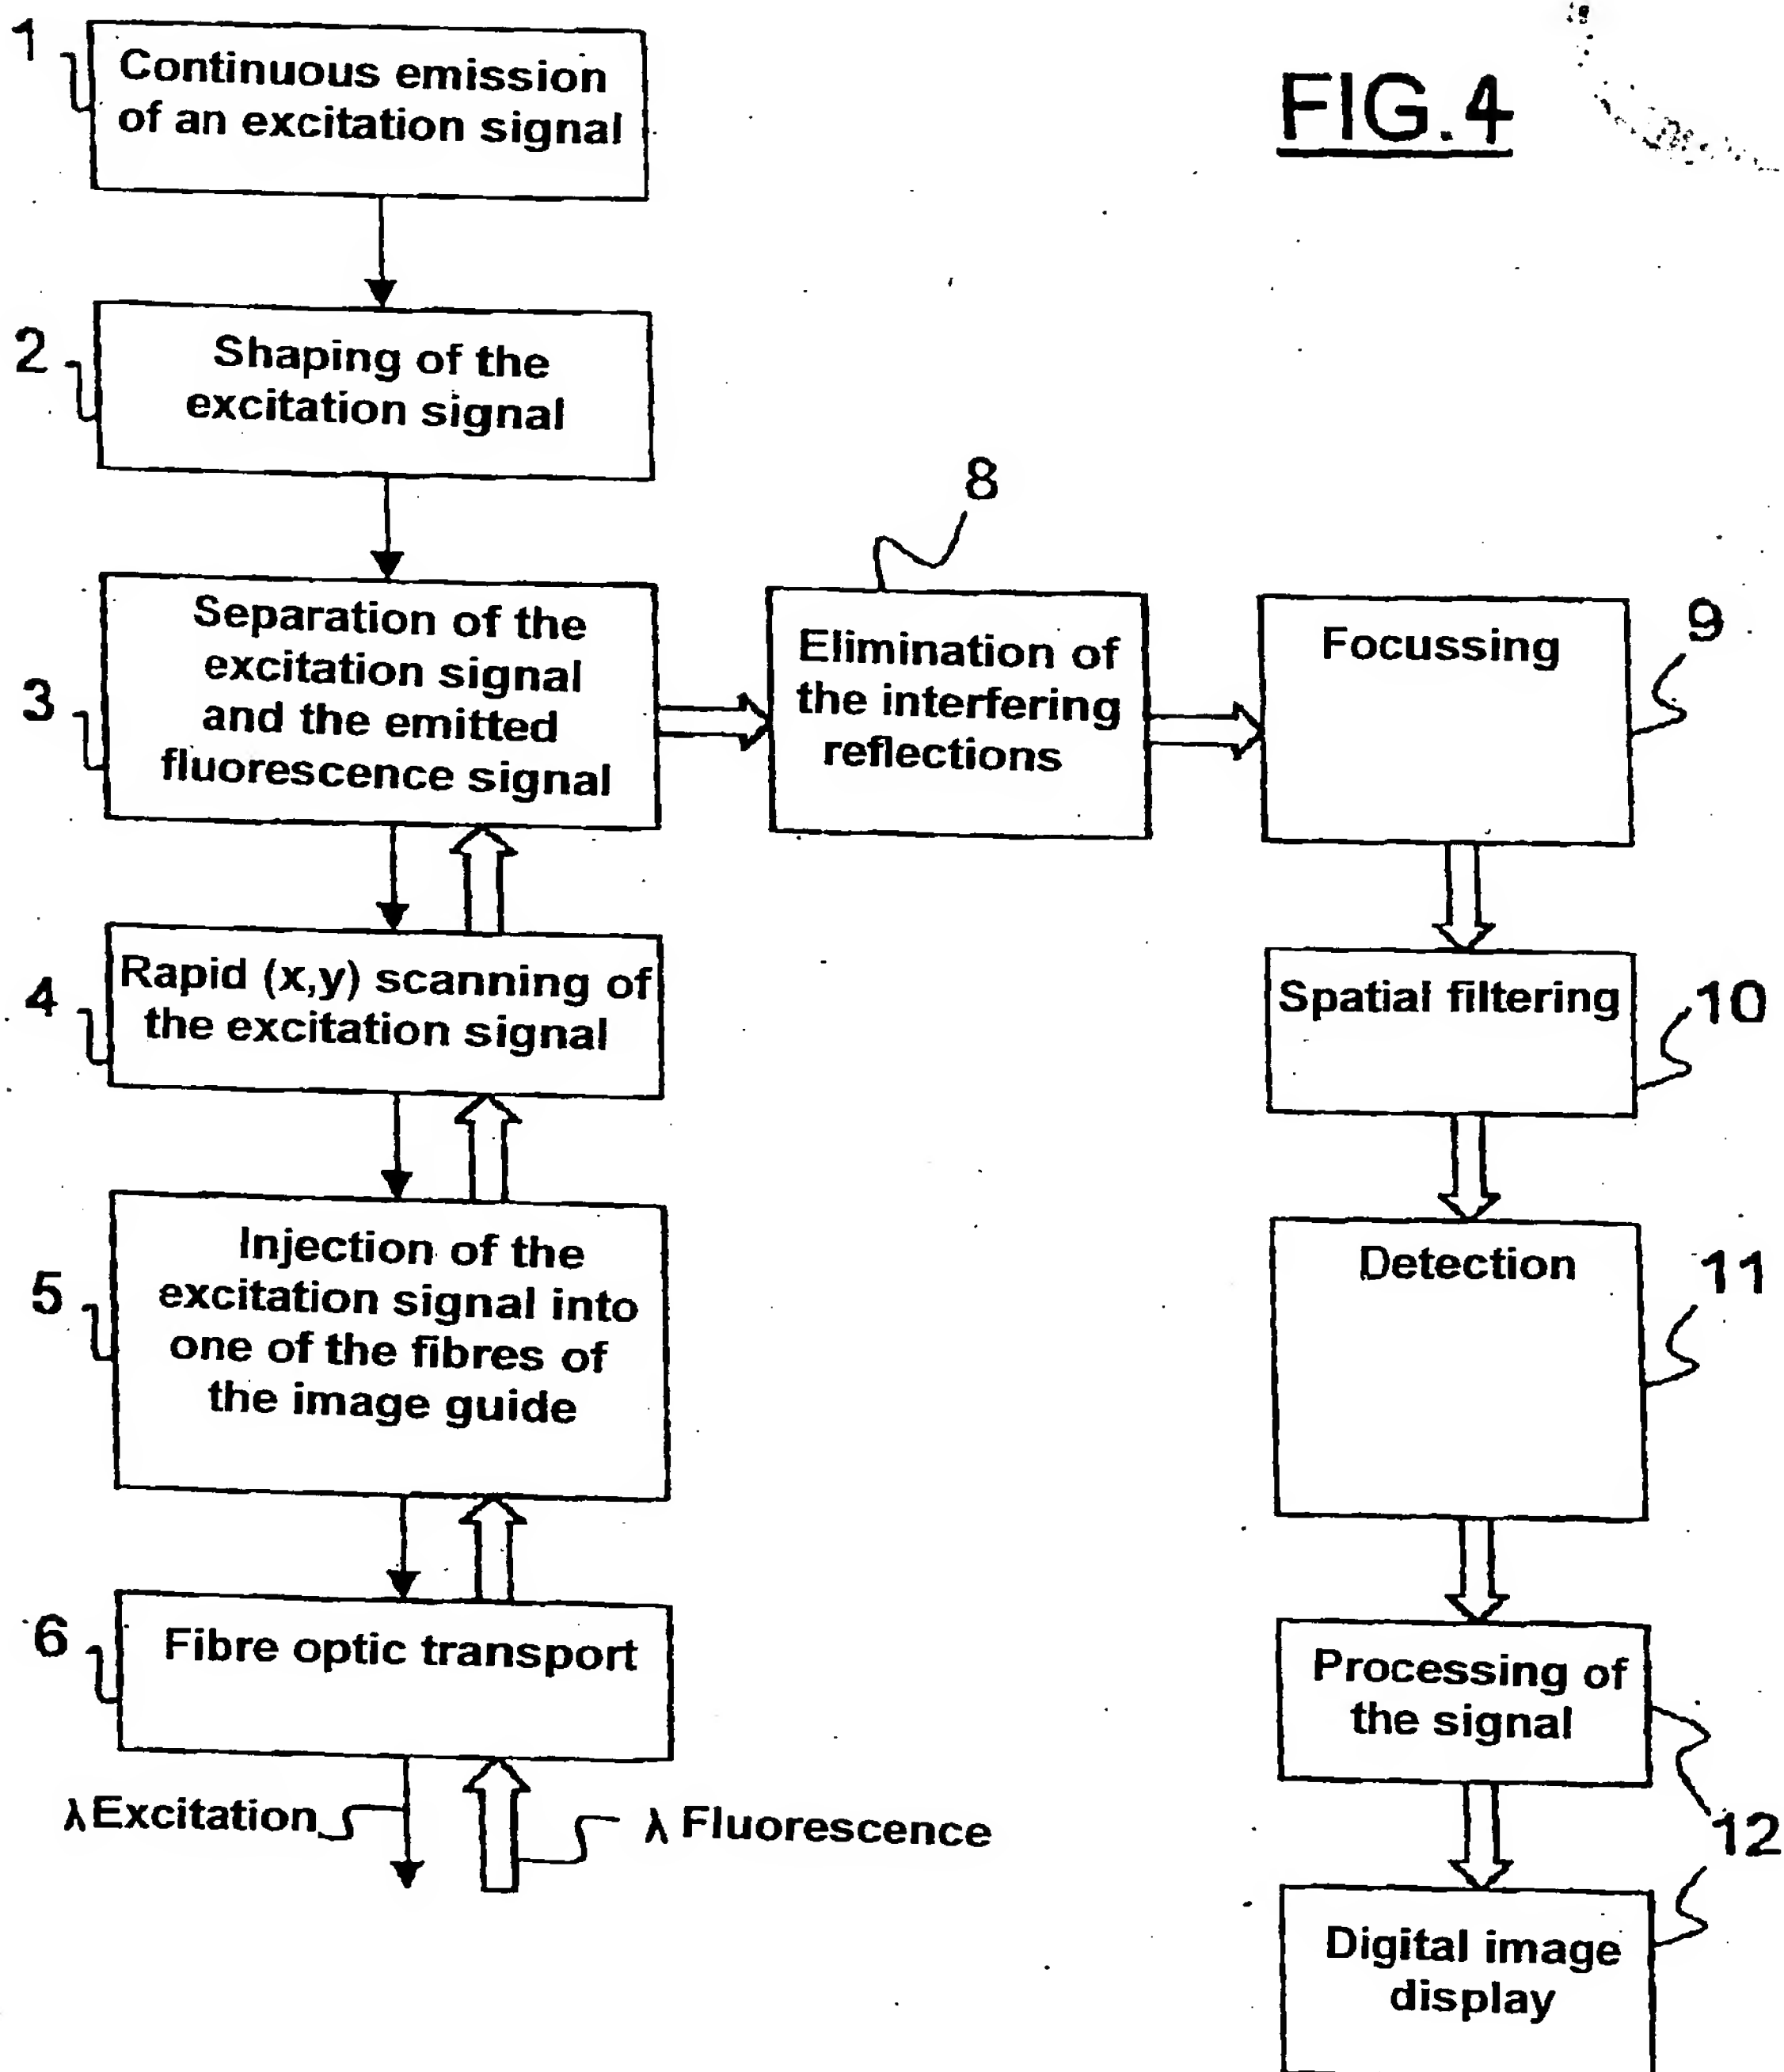 FIG.4
1
Continuous emission
of an excitation signal
2
Shaping of the
excitation signal
3
Separation of the
excitation signal
and the emitted
fluorescence signal
8
Elimination of
the interfering
reflections
9
Focussing
4
Rapid (x,y) scanning of
the excitation signal
10
Spatial filtering
5
Injection of the
excitation signal into
one of the fibres of
the image guide
11
Detection
6
Fibre optic transport
Processing of
the signal
λ Excitation
λ Fluorescence
12
Digital image
display